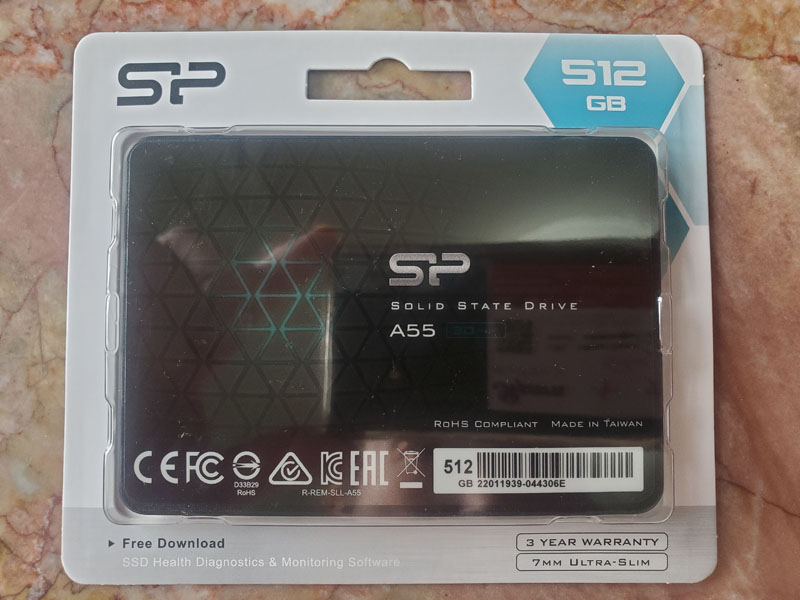 SP
512
GB
SP
SOLID STATE DRIVE
A55
RoHS COMPLIANT MADE IN TAIWAN
CE FC
D33B29
RoHS
R-REM-SLL-A55
EAC
512
GB 22011939-044306E
Free Download
SSD Health Diagnostics & Monitoring Software
3 YEAR WARRANTY
7MM ULTRA-SLIM